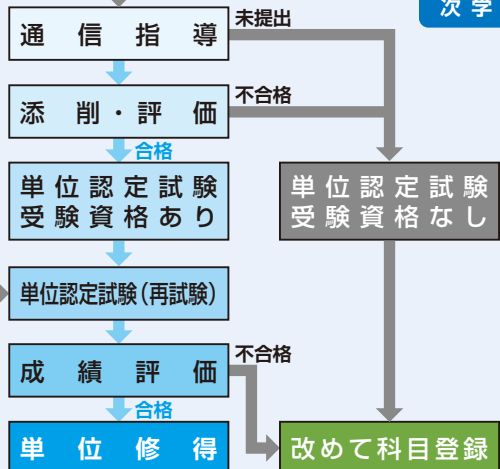 次学
通信指導
未提出
添削・評価
不合格
合格
単位認定試験
受験資格あり
単位認定試験
受験資格なし
単位認定試験(再試験)
成績評価
不合格
合格
単位修得
改めて科目登録